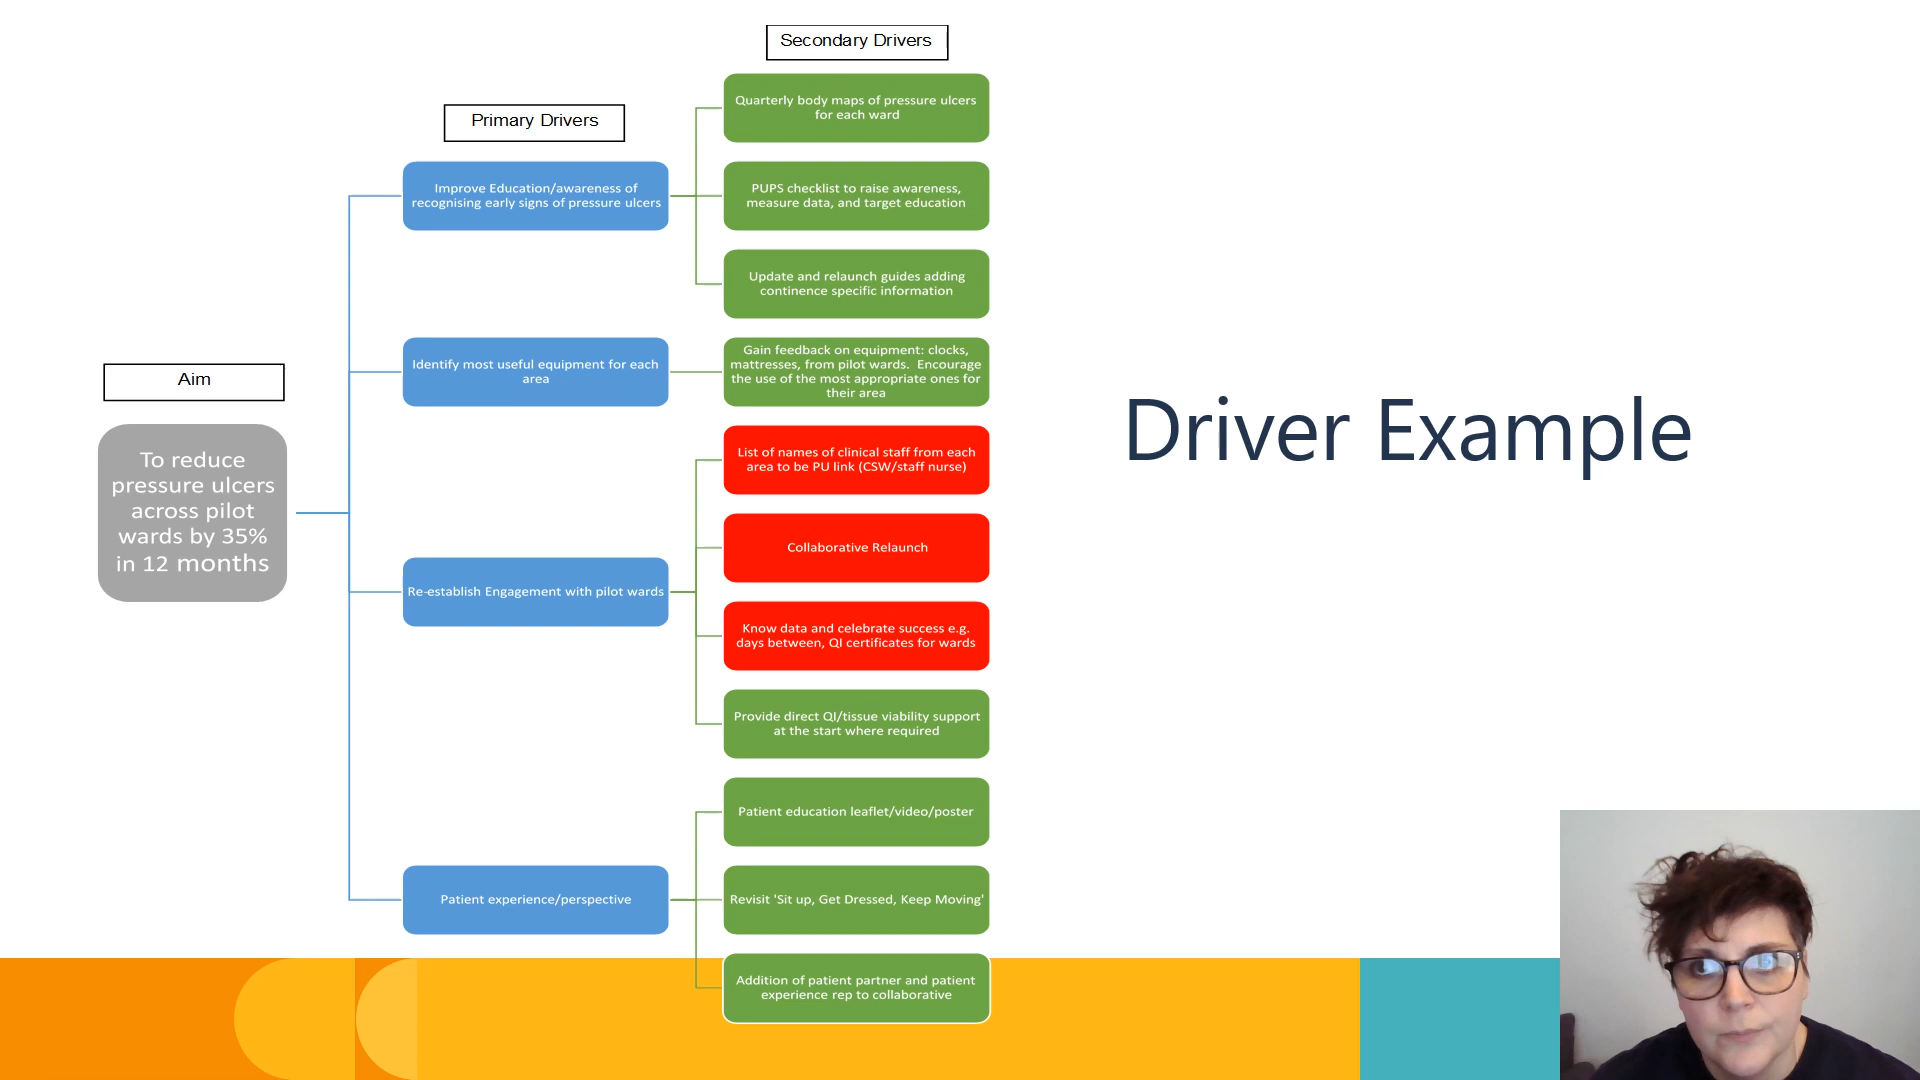 Secondary Drivers
Primary Drivers
Aim
To reduce
pressure ulcers
across pilot
wards by 35%
in 12 months
Improve Education/awareness of
recognising early signs of pressure ulcers
Quarterly body maps of pressure ulcers
for each ward
PUPS checklist to raise awareness,
measure data, and target education
Update and relaunch guides adding
continence specific information
Identify most useful equipment for each
area
Gain feedback on equipment: clocks,
mattresses, from pilot wards.  Encourage
the use of the most appropriate ones for
their area
Re-establish Engagement with pilot wards
List of names of clinical staff from each
area to be PU link (CSW/staff nurse)
Collaborative Relaunch
Know data and celebrate success e.g.
days between, QI certificates for wards
Provide direct QI/tissue viability support
at the start where required
Patient experience/perspective
Patient education leaflet/video/poster
Revisit 'Sit up, Get Dressed, Keep Moving'
Addition of patient partner and patient
experience rep to collaborative
Driver Example